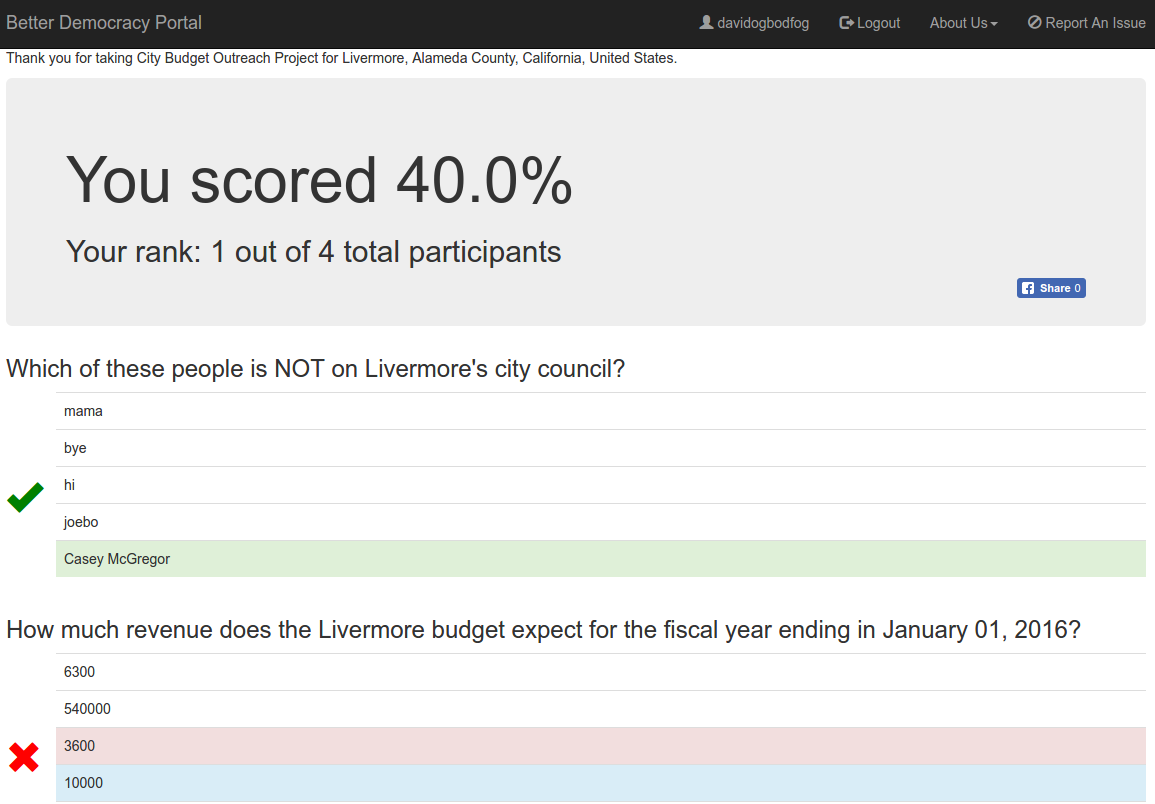 Better Democracy Portal davidogbodfog Logout About Us Report An Issue
Thank you for taking City Budget Outreach Project for Livermore, Alameda County, California, United States.
You scored 40.0%
Your rank: 1 out of 4 total participants
Share 0
Which of these people is NOT on Livermore's city council?
mama
bye
hi
joebo
Casey McGregor
How much revenue does the Livermore budget expect for the fiscal year ending in January 01, 2016?
6300
540000
3600
10000